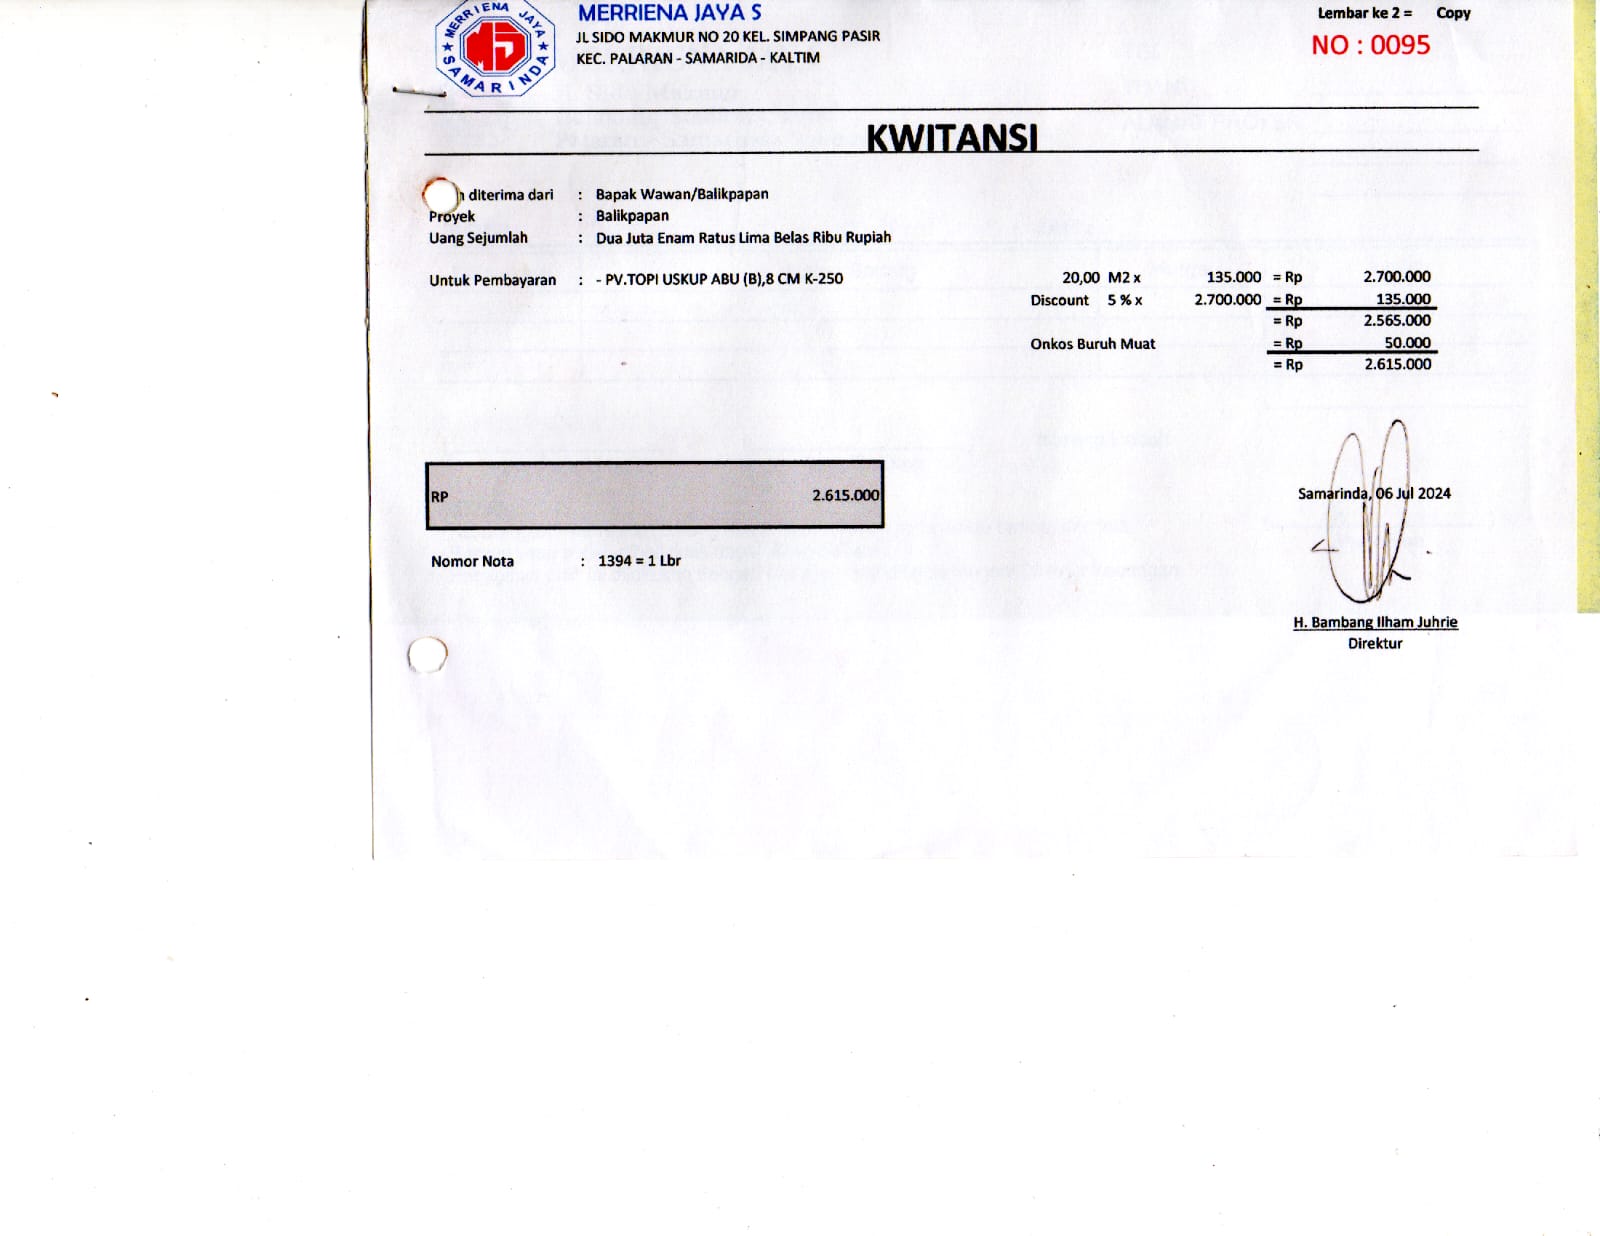 MERRIENA JAYA
SAMARINDA
MERRIENA JAYA S
JL SIDO MAKMUR NO 20 KEL. SIMPANG PASIR
KEC. PALARAN - SAMARIDA - KALTIM
Lembar ke 2 = Copy
NO : 0095
KWITANSI
diterima dari : Bapak Wawan/Balikpapan
Proyek : Balikpapan
Uang Sejumlah : Dua Juta Enam Ratus Lima Belas Ribu Rupiah
Untuk Pembayaran : - PV.TOPI USKUP ABU (B),8 CM K-250 20,00 M2 x 135.000 = Rp 2.700.000
Discount 5 % x 2.700.000 = Rp 135.000
= Rp 2.565.000
Onkos Buruh Muat = Rp 50.000
= Rp 2.615.000
RP 2.615.000
Samarinda, 06 Jul 2024
Nomor Nota : 1394 = 1 Lbr
H. Bambang Ilham Juhrie
Direktur